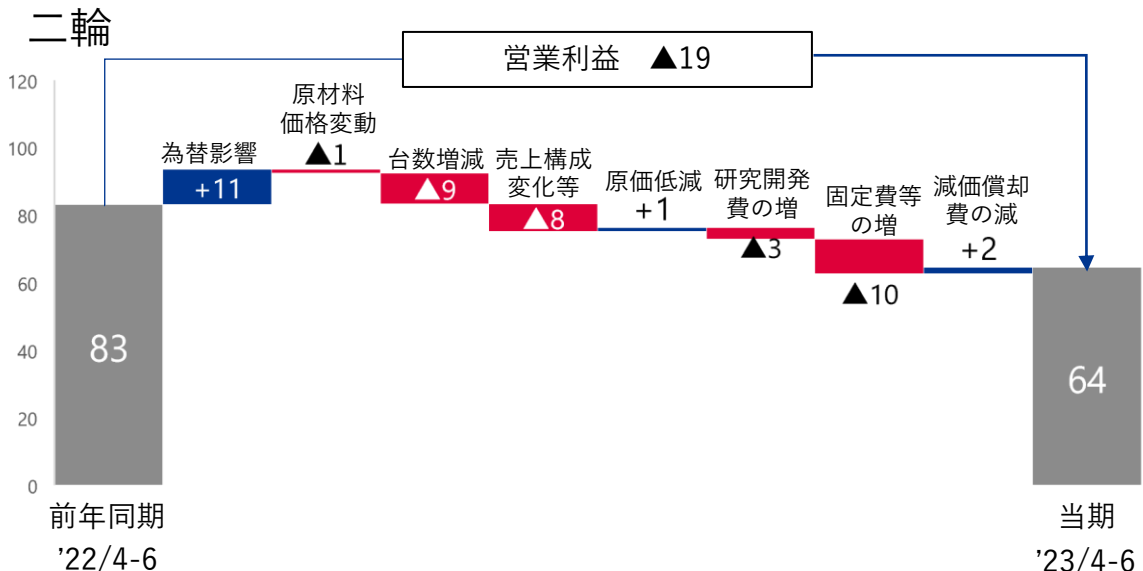 二輪
営業利益 ▲19
120
100
80
60
40
20
0
83
為替影響
+11
原材料
価格変動
▲1
台数増減
▲9
売上構成
変化等
▲8
原価低減
+1
研究開発
費の増
▲3
固定費等
の増
▲10
減価償却
費の減
+2
64
前年同期
’22/4-6
当期
’23/4-6